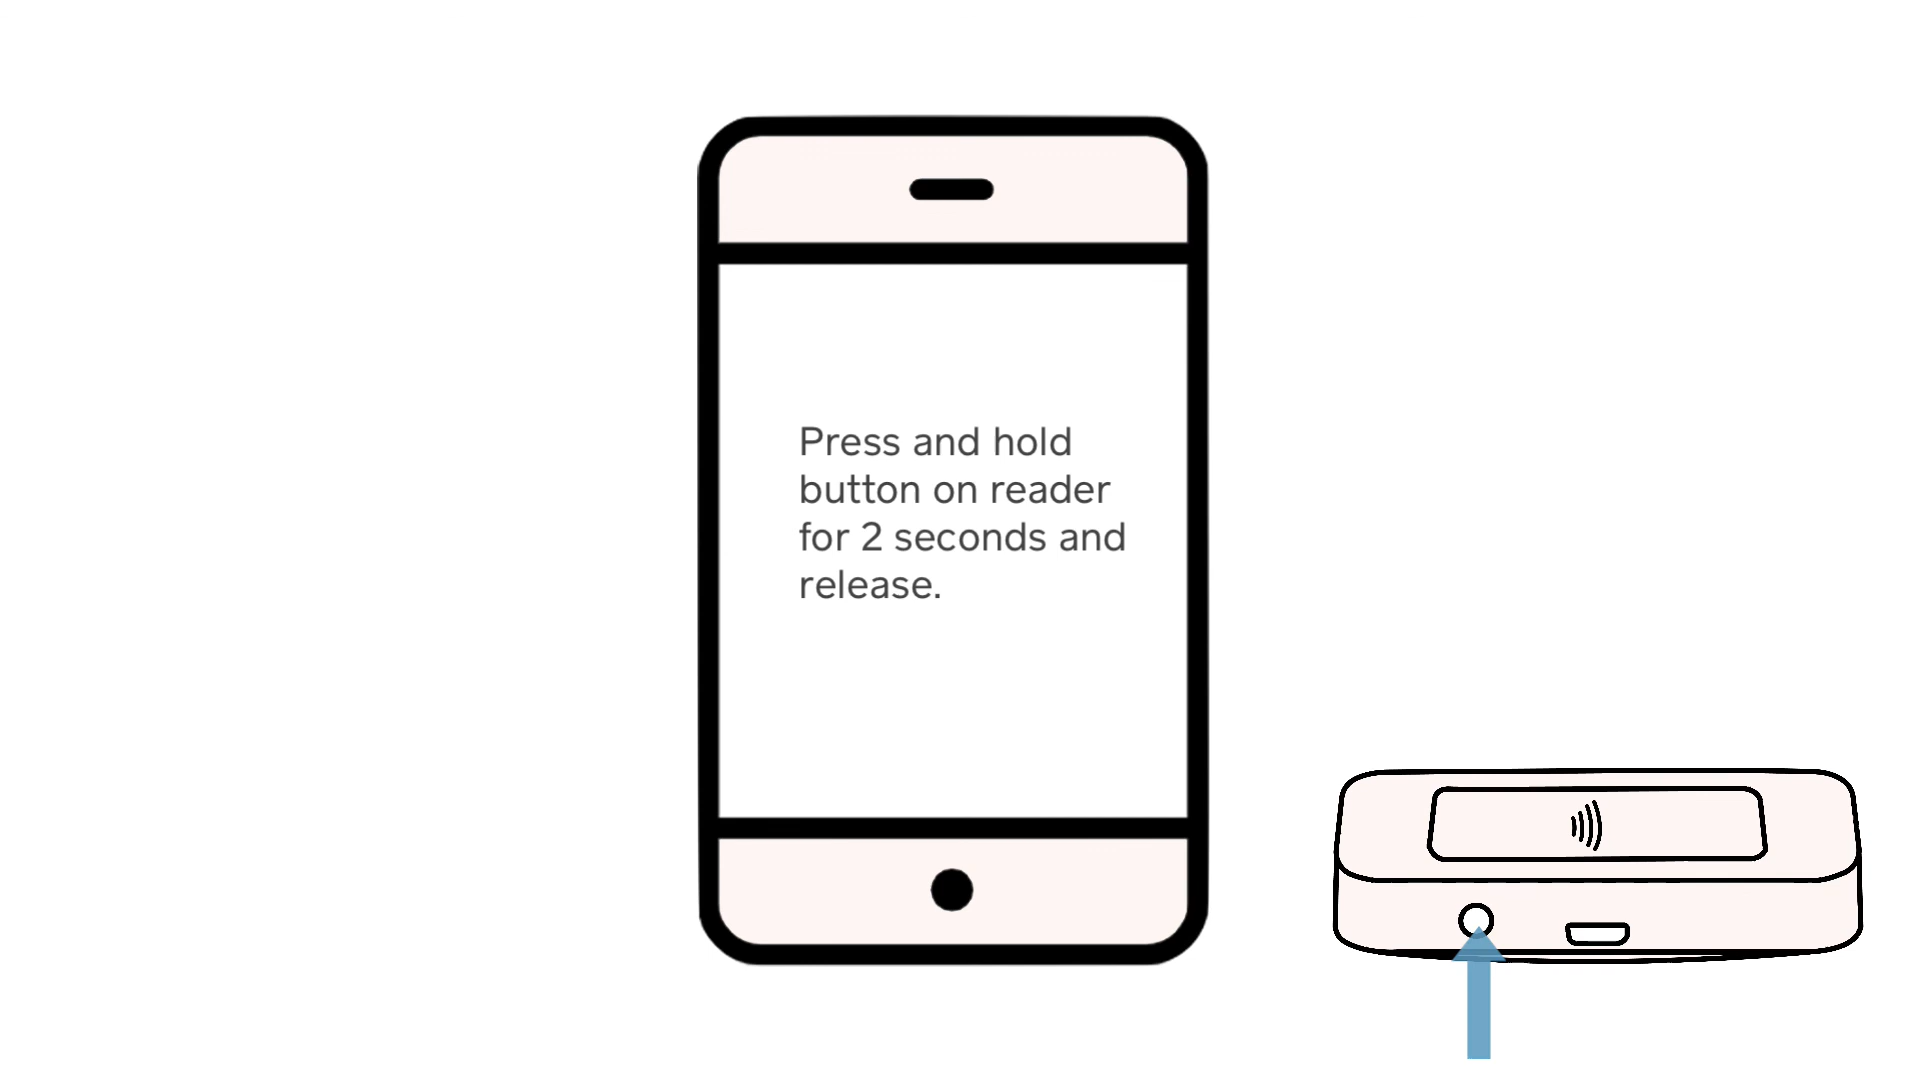 Press and hold
button on reader
for 2 seconds and
release.